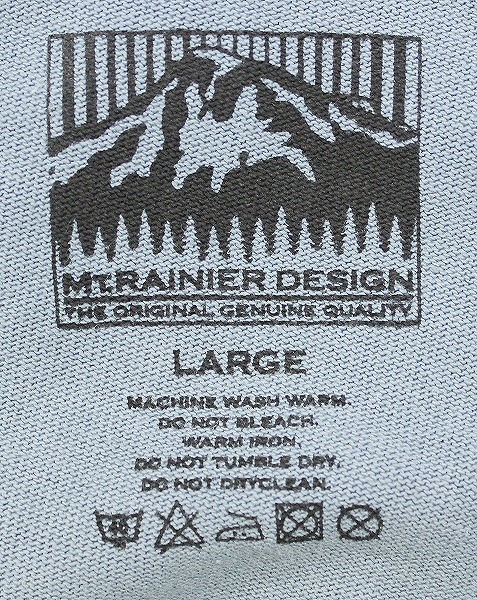 MT. RAINIER DESIGN
THE ORIGINAL GENUINE QUALITY
LARGE
MACHINE WASH WARM.
DO NOT BLEACH.
WARM IRON.
DO NOT TUMBLE DRY.
DO NOT DRYCLEAN.